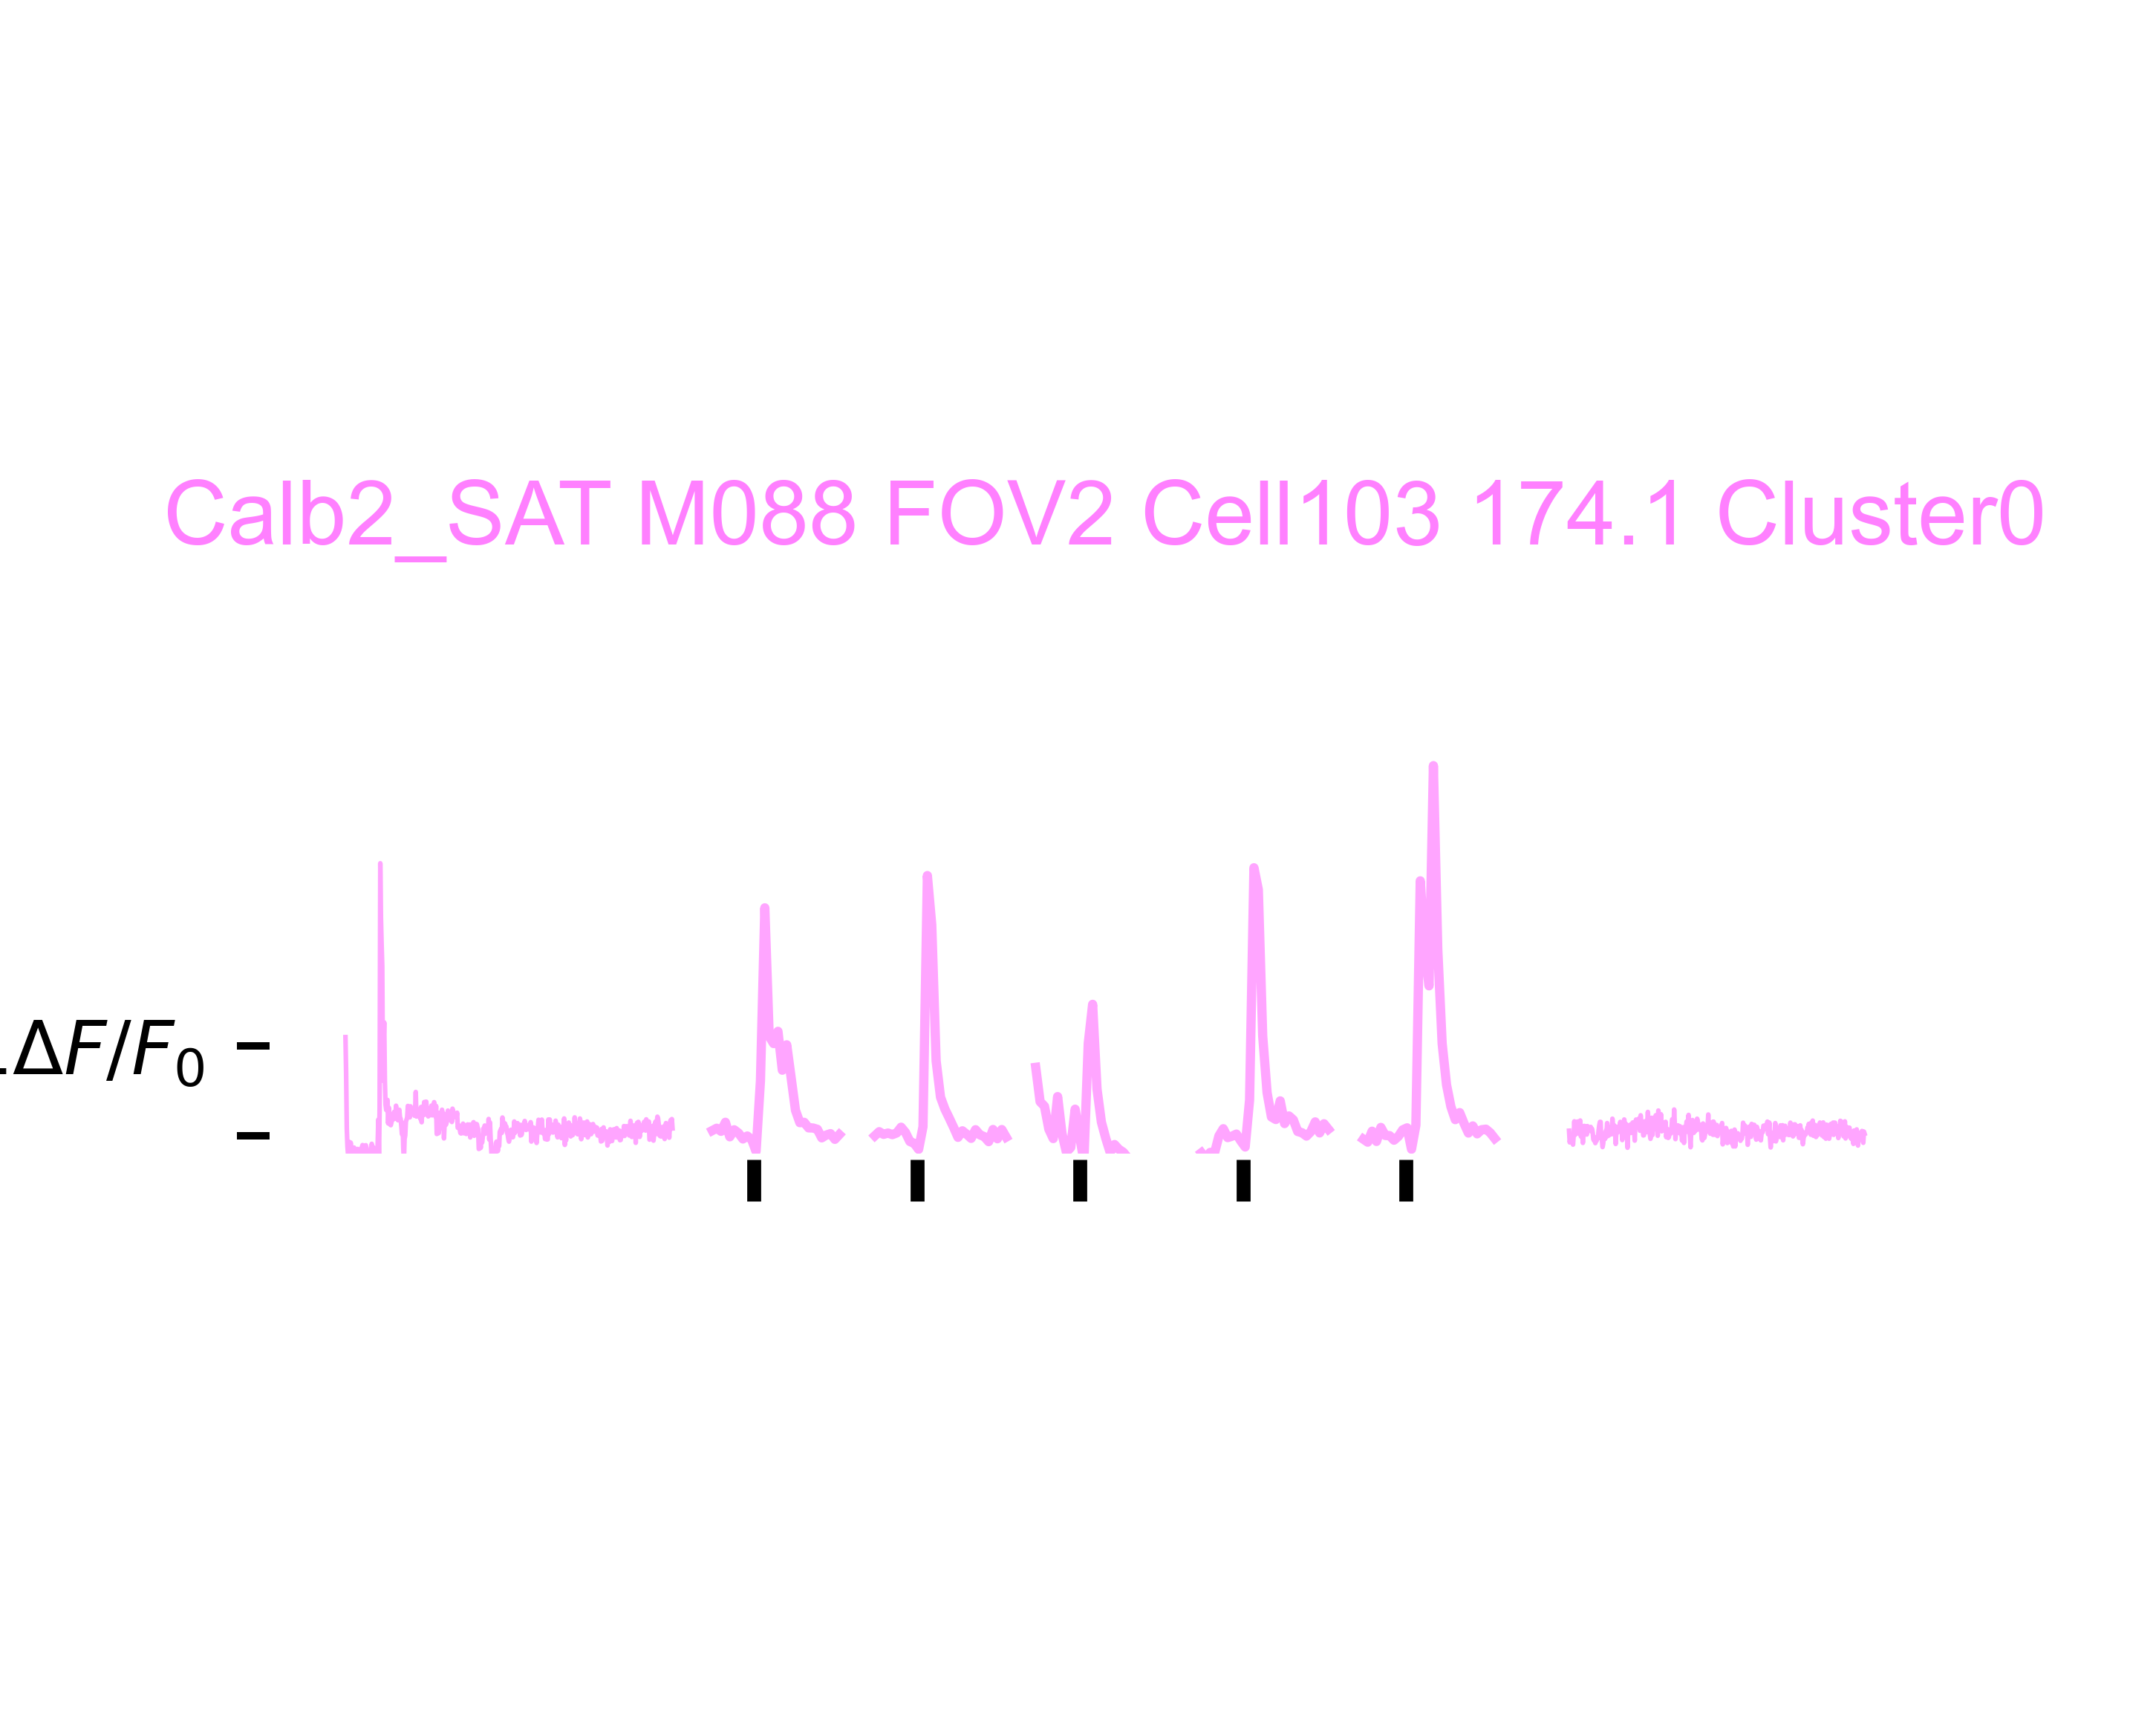 Calb2_SAT M088 FOV2 Cell103 174.1 Cluster0
.ΔF/F₀